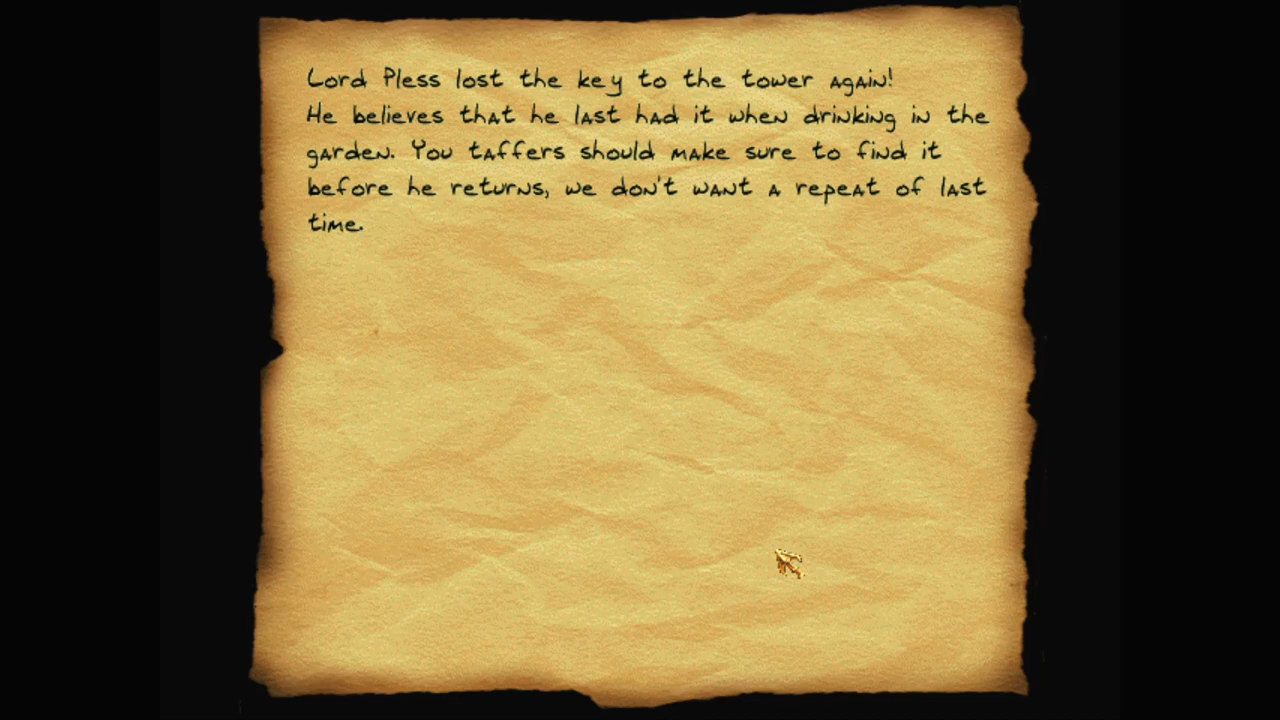 Lord Pless lost the key to the tower again!
He believes that he last had it when drinking in the
garden. You taffers should make sure to find it
before he returns, we don't want a repeat of last
time.